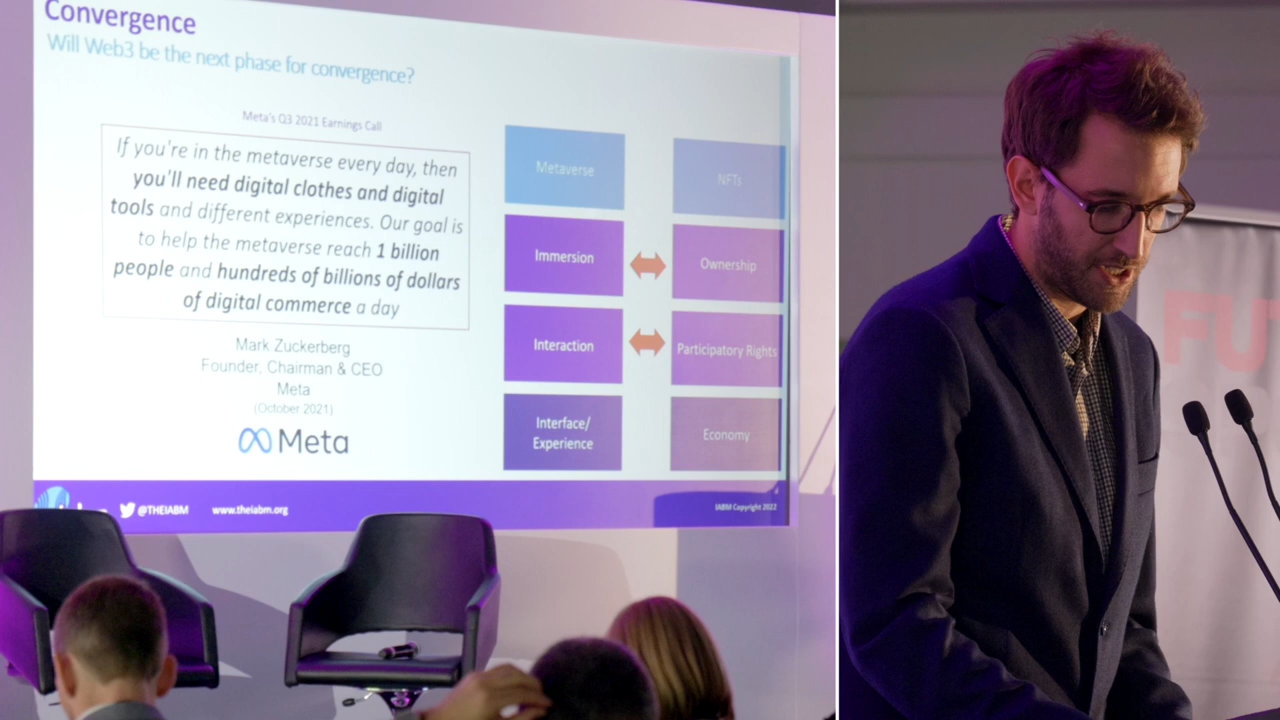 Convergence
Will Web3 be the next phase for convergence?
Meta's Q3 2021 Earnings Call
If you're in the metaverse every day, then
you'll need digital clothes and digital
tools and different experiences. Our goal is
to help the metaverse reach 1 billion
people and hundreds of billions of dollars
of digital commerce a day
Mark Zuckerberg
Founder, Chairman & CEO
Meta
(October 2021)
Meta
Metaverse
NFTs
Immersion
Ownership
Interaction
Participatory Rights
Interface/
Experience
Economy
4
@THEIABM
www.theiabm.org
IABM Copyright 2022
FUT